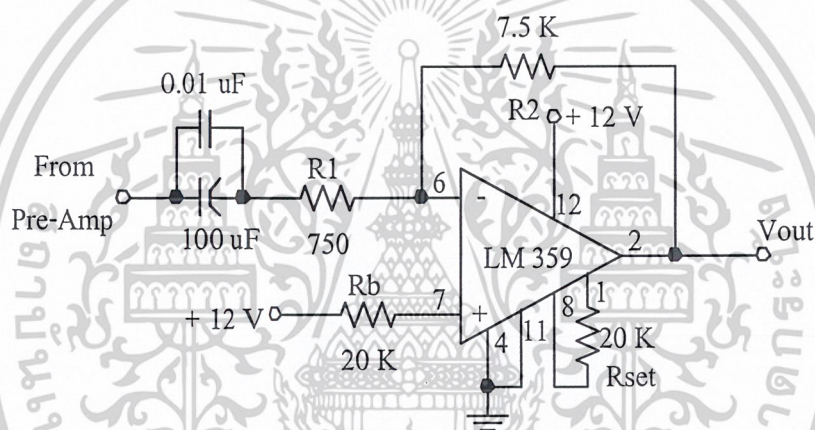 7.5 K
0.01 uF
R2
+ 12 V
From
Pre-Amp
R1
6
-
12
100 uF
750
LM 359
2
Vout
Rb
7
+
+ 12 V
20 K
4
11
8
1
20 K
Rset